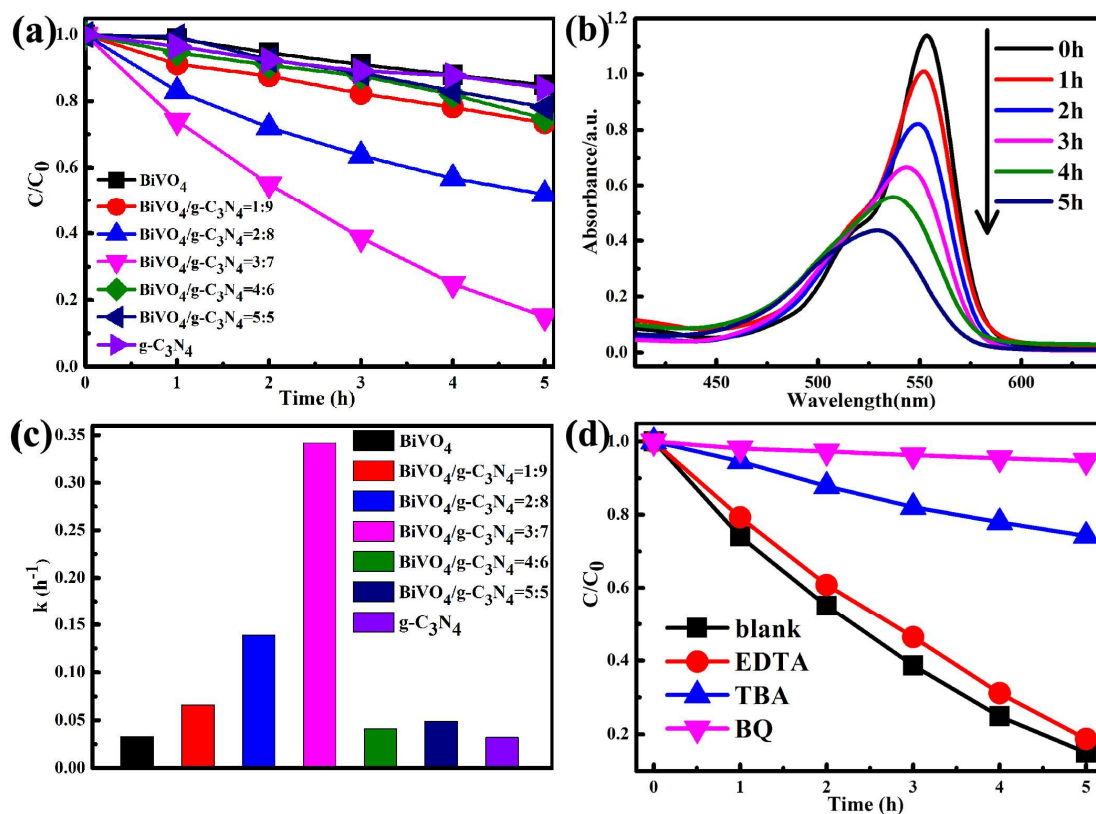 (a)
1.0
0.8
0.6
0.4
0.2
0.0
C/C0
BiVO4
BiVO4/g-C3N4=1:9
BiVO4/g-C3N4=2:8
BiVO4/g-C3N4=3:7
BiVO4/g-C3N4=4:6
BiVO4/g-C3N4=5:5
g-C3N4
0 1 2 3 4 5
Time (h)
(b)
1.2
1.0
0.8
0.6
0.4
0.2
0.0
Absorbance/a.u.
0h
1h
2h
3h
4h
5h
450 500 550 600
Wavelength(nm)
(c)
0.35
0.30
0.25
0.20
0.15
0.10
0.05
0.00
k (h-1)
BiVO4
BiVO4/g-C3N4=1:9
BiVO4/g-C3N4=2:8
BiVO4/g-C3N4=3:7
BiVO4/g-C3N4=4:6
BiVO4/g-C3N4=5:5
g-C3N4
(d)
1.0
0.8
0.6
0.4
0.2
C/C0
blank
EDTA
TBA
BQ
0 1 2 3 4 5
Time (h)